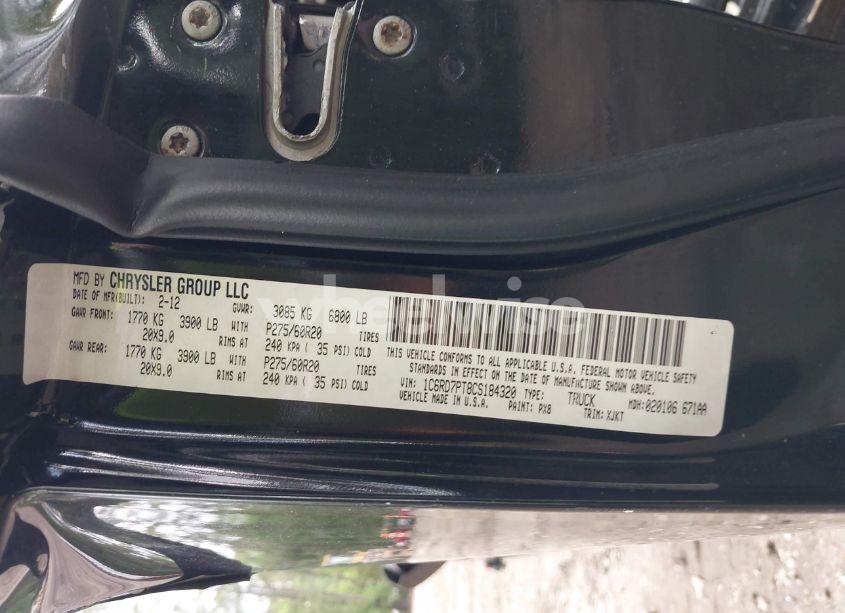 MFD BY CHRYSLER GROUP LLC
DATE OF MFR(BUILT): 2-12 GVWR: 3085 KG 6800 LB
GAWR FRONT: 1770 KG 3900 LB WITH P275/60R20 TIRES
20X9.0 RIMS AT 240 KPA ( 35 PSI) COLD
GAWR REAR: 1770 KG 3900 LB WITH P275/60R20 TIRES
20X9.0 RIMS AT 240 KPA ( 35 PSI) COLD
THIS VEHICLE CONFORMS TO ALL APPLICABLE U.S.A. FEDERAL MOTOR VEHICLE SAFETY
STANDARDS IN EFFECT ON THE DATE OF MANUFACTURE SHOWN ABOVE.
VIN: 1C6RD7PT8CS184320 TYPE: TRUCK MDH:020106 671AA
VEHICLE MADE IN U.S.A. PAINT: PX8 TRIM: XJKT
wheelwise